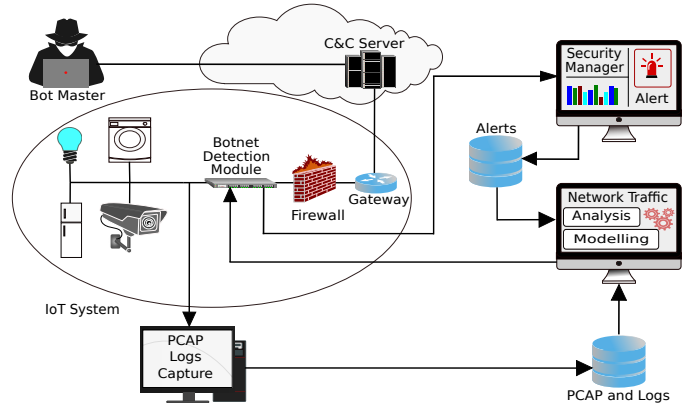 C&C Server
Bot Master
Security
Manager
Alert
Botnet
Detection
Module
Alerts
Firewall
Gateway
Network Traffic
Analysis
Modelling
IoT System
PCAP
Logs
Capture
PCAP and Logs